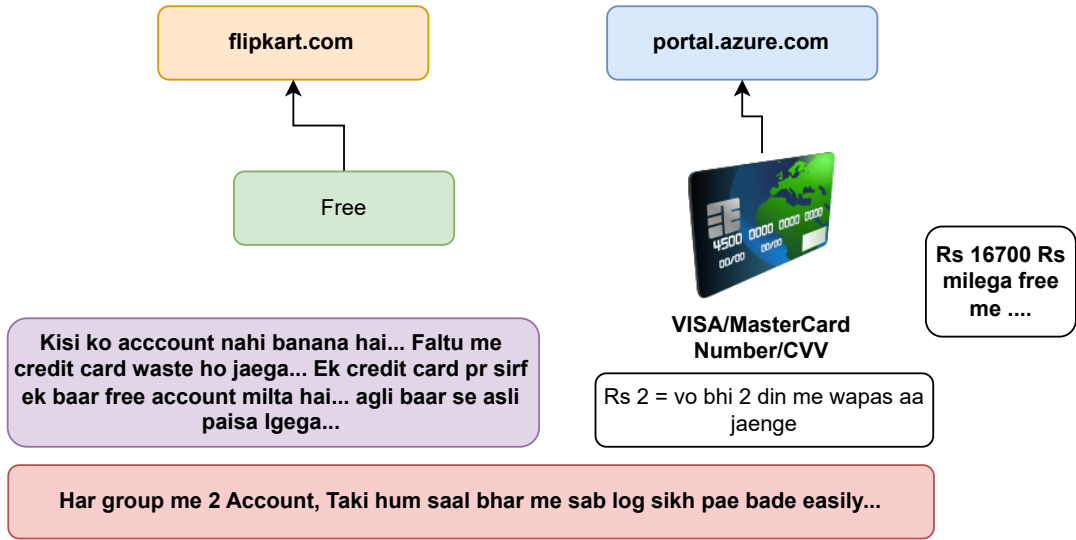 flipkart.com
portal.azure.com
Free
4500 0000 0000 0000
00/00 00/00
Rs 16700 Rs
milega free
me ....
VISA/MasterCard
Number/CVV
Kisi ko acccount nahi banana hai... Faltu me
credit card waste ho jaega... Ek credit card pr sirf
ek baar free account milta hai... agli baar se asli
paisa lgega...
Rs 2 = vo bhi 2 din me wapas aa
jaenge
Har group me 2 Account, Taki hum saal bhar me sab log sikh pae bade easily...